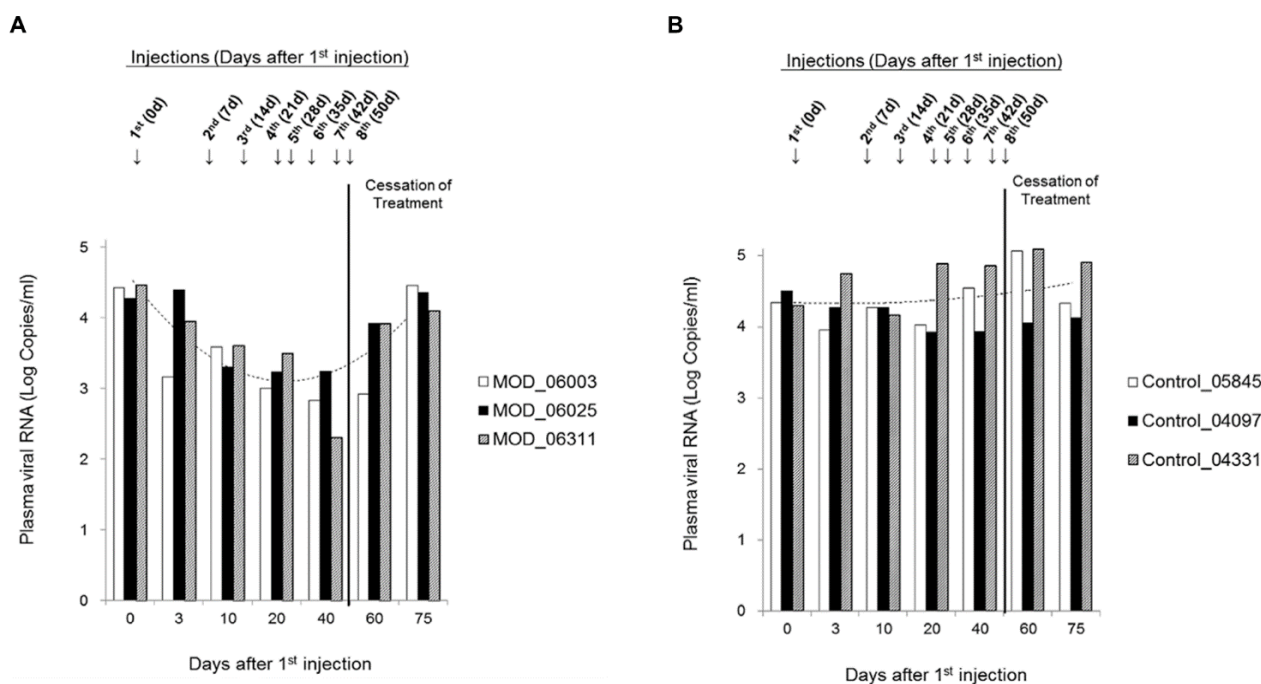 A
Injections (Days after 1st injection)
1st (0d)
2nd (7d)
3rd (14d)
4th (21d)
5th (28d)
6th (35d)
7th (42d)
8th (50d)
Cessation of
Treatment
Plasma viral RNA (Log Copies/ml)
5
4
3
2
1
0
0 3 10 20 40 60 75
Days after 1st injection
MOD_06003
MOD_06025
MOD_06311
B
Injections (Days after 1st injection)
1st (0d)
2nd (7d)
3rd (14d)
4th (21d)
5th (28d)
6th (35d)
7th (42d)
8th (50d)
Cessation of
Treatment
Plasma viral RNA (Log Copies/ml)
5
4
3
2
1
0
0 3 10 20 40 60 75
Days after 1st injection
Control_05845
Control_04097
Control_04331